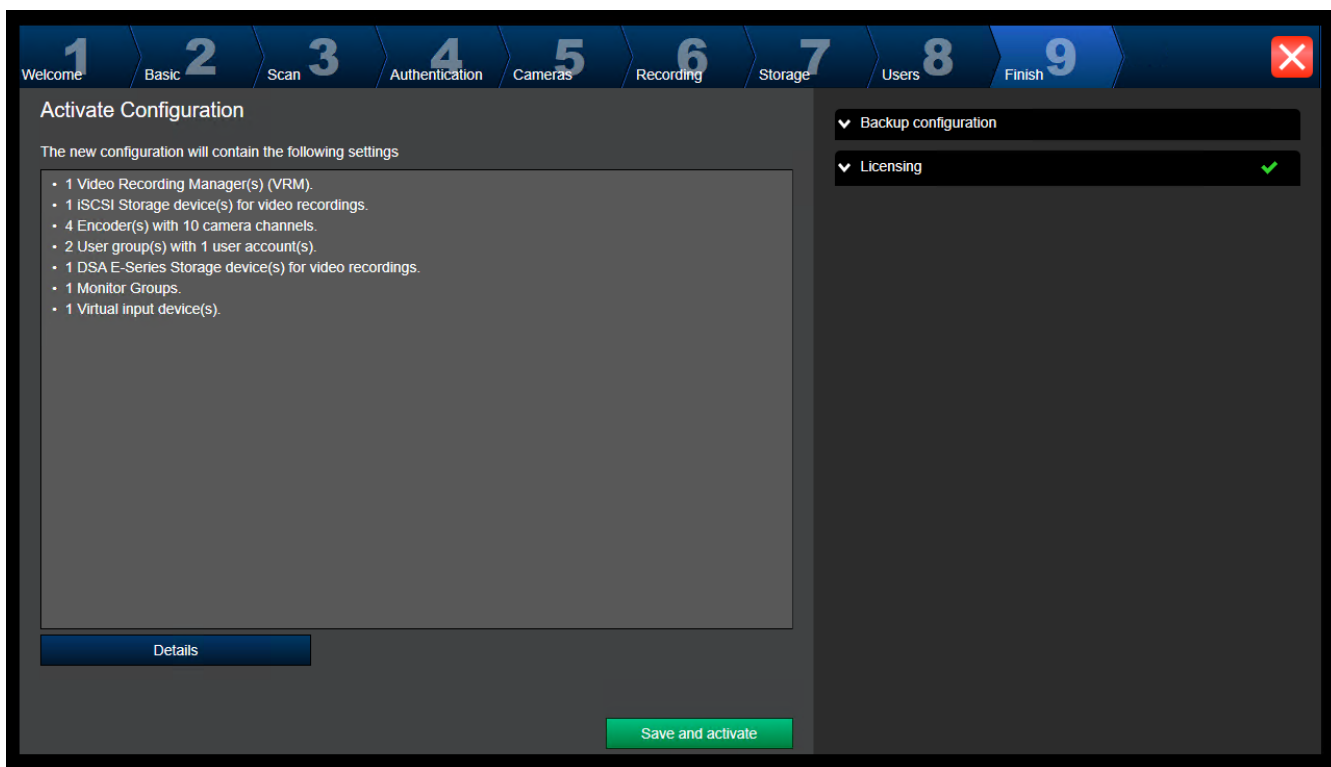 1 Welcome
2 Basic
3 Scan
4 Authentication
5 Cameras
6 Recording
7 Storage
8 Users
9 Finish
Activate Configuration
The new configuration will contain the following settings
• 1 Video Recording Manager(s) (VRM).
• 1 iSCSI Storage device(s) for video recordings.
• 4 Encoder(s) with 10 camera channels.
• 2 User group(s) with 1 user account(s).
• 1 DSA E-Series Storage device(s) for video recordings.
• 1 Monitor Groups.
• 1 Virtual input device(s).
Details
Save and activate
Backup configuration
Licensing